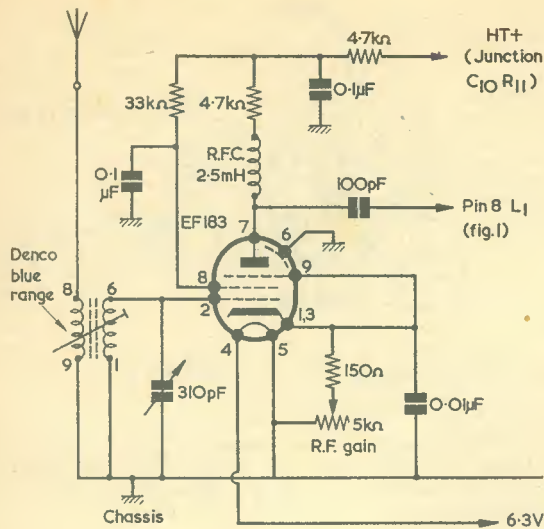 4·7kΩ
HT+
(Junction
C10 R11)
33kΩ
4·7kΩ
0·1μF
R.F.C.
2·5mH
0·1
μF
100pF
Pin 8 L1
(fig.1)
EF183
7
6
Denco
blue
range
8
6
8
9
2
1,3
9
1
4
5
310pF
150Ω
5kΩ
R.F. gain
0·01μF
Chassis
6·3V